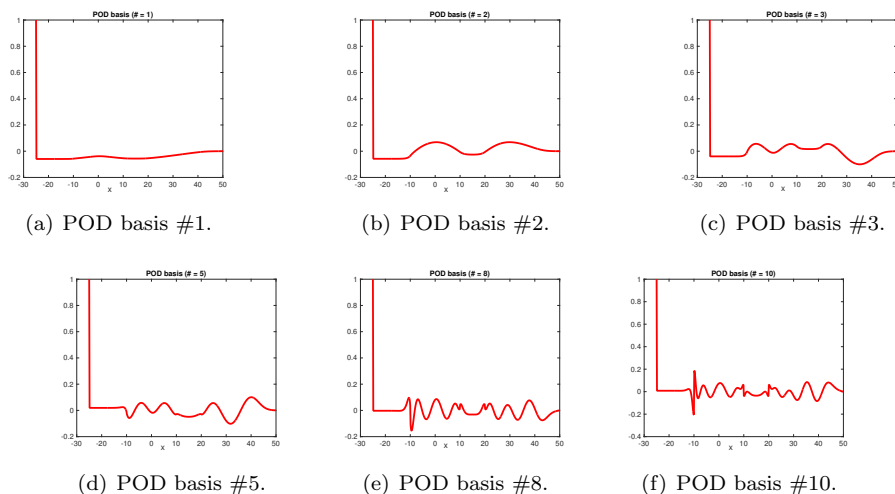 POD basis (# = 1)
1
0.8
0.6
0.4
0.2
0
-0.2
-30 -20 -10 0 10 20 30 40 50
x
(a) POD basis #1.
POD basis (# = 2)
1
0.8
0.6
0.4
0.2
0
-0.2
-30 -20 -10 0 10 20 30 40 50
x
(b) POD basis #2.
POD basis (# = 3)
1
0.8
0.6
0.4
0.2
0
-0.2
-30 -20 -10 0 10 20 30 40 50
x
(c) POD basis #3.
POD basis (# = 5)
1
0.8
0.6
0.4
0.2
0
-0.2
-30 -20 -10 0 10 20 30 40 50
x
(d) POD basis #5.
POD basis (# = 8)
1
0.8
0.6
0.4
0.2
0
-0.2
-30 -20 -10 0 10 20 30 40 50
x
(e) POD basis #8.
POD basis (# = 10)
1
0.8
0.6
0.4
0.2
0
-0.2
-0.4
-30 -20 -10 0 10 20 30 40 50
x
(f) POD basis #10.